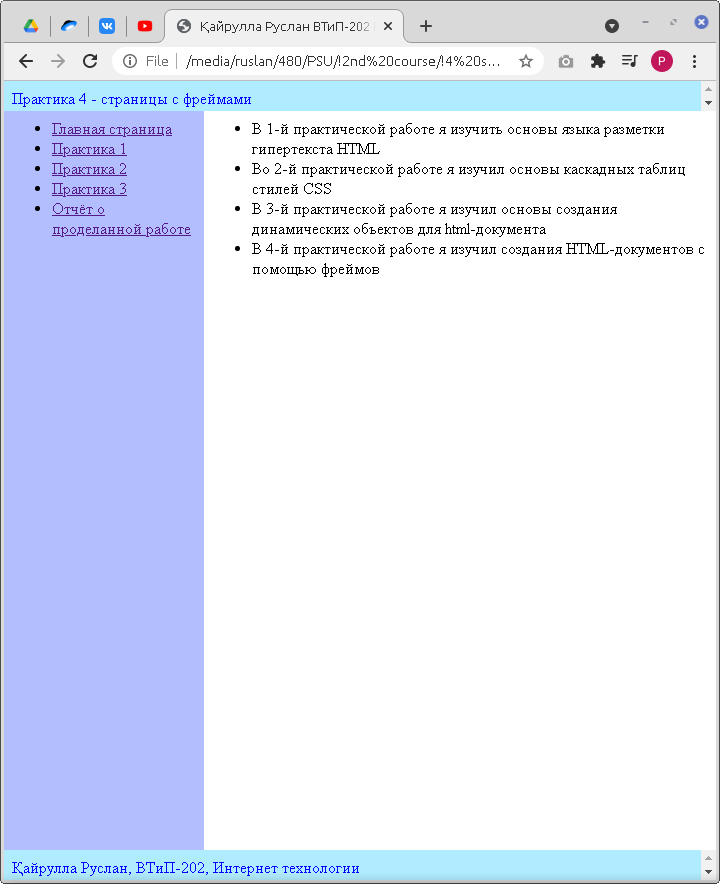 Қайрулла Руслан ВТиП-202
File
/media/ruslan/480/PSU/!2nd%20course/!4%20s...
P
Практика 4 - страницы с фреймами
Главная страница
Практика 1
Практика 2
Практика 3
Отчёт о
проделанной работе
В 1-й практической работе я изучить основы языка разметки
гипертекста HTML
Во 2-й практической работе я изучил основы каскадных таблиц
стилей CSS
В 3-й практической работе я изучил основы создания
динамических объектов для html-документа
В 4-й практической работе я изучил создания HTML-документов с
помощью фреймов
Қайрулла Руслан, ВТиП-202, Интернет технологии